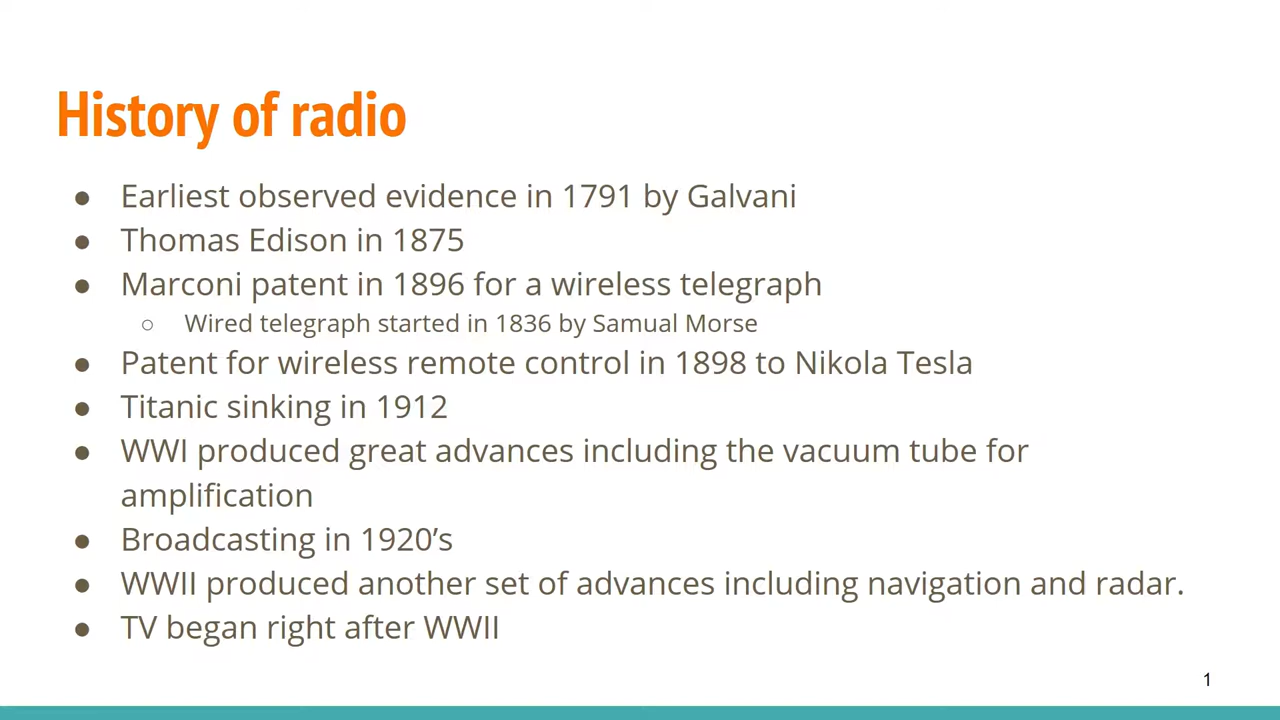 History of radio
● Earliest observed evidence in 1791 by Galvani
● Thomas Edison in 1875
● Marconi patent in 1896 for a wireless telegraph
○ Wired telegraph started in 1836 by Samual Morse
● Patent for wireless remote control in 1898 to Nikola Tesla
● Titanic sinking in 1912
● WWI produced great advances including the vacuum tube for
amplification
● Broadcasting in 1920’s
● WWII produced another set of advances including navigation and radar.
● TV began right after WWII
1